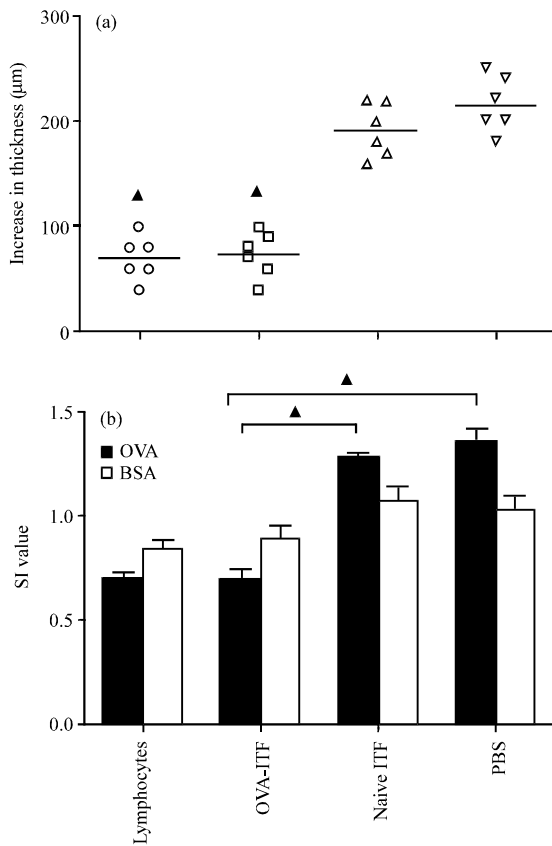 (a)
Increase in thickness (μm)
300
200
100
0
(b)
OVA
BSA
SI value
1.5
1.0
0.5
0.0
Lymphocytes
OVA-ITF
Naive ITF
PBS